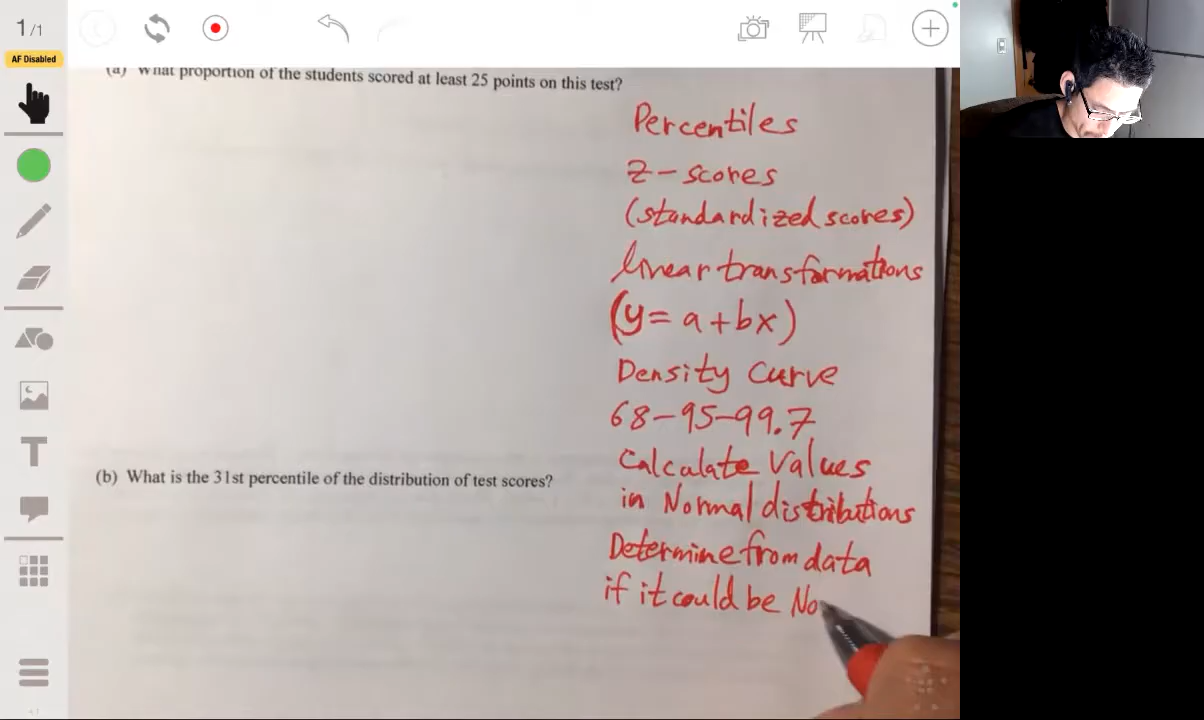 1/1
AF Disabled
(a) What proportion of the students scored at least 25 points on this test?
Percentiles
z-scores
(standardized scores)
linear transformations
(y = a + bx)
Density Curve
68-95-99.7
Calculate Values
in Normal distributions
(b) What is the 31st percentile of the distribution of test scores?
Determine from data
if it could be No
T